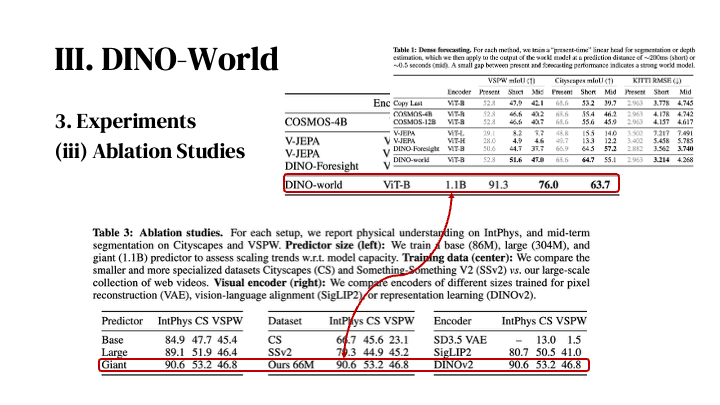 III. DINO-World
3. Experiments
(iii) Ablation Studies
Table 1: Dense forecasting. For each method, we train a "present-time" linear head for segmentation or depth
estimation, which we then apply to the output of the world model at a prediction distance of ~200ms (short) or
~0.5 seconds (mid). A small gap between present and forecasting performance indicates a strong world model.
VSPW mIoU (↑) Cityscapes mIoU (↑) KITTI RMSE (↓)
Encoder Present Short Mid Present Short Mid Present Short Mid
Copy Last ViT-B 52.8 47.9 42.1 68.6 53.2 39.7 2.963 3.778 4.745
COSMOS-4B ViT-B 52.8 46.6 40.2 68.6 55.4 46.2 2.963 4.178 4.742
COSMOS-12B ViT-B 52.8 46.6 40.7 68.6 55.6 45.9 2.963 4.157 4.617
V-JEPA ViT-L 29.1 8.2 7.7 48.8 15.5 14.0 3.502 7.217 7.491
V-JEPA ViT-H 28.0 4.9 4.6 49.7 13.3 12.2 3.402 5.458 5.785
DINO-Foresight ViT-B 50.6 44.7 37.7 66.9 64.5 57.2 2.882 3.562 3.740
DINO-world ViT-B 52.8 51.6 47.0 68.6 64.7 55.1 2.963 3.214 4.268
Enc
COSMOS-4B
V-JEPA V
V-JEPA V
DINO-Foresight V
DINO-world ViT-B 1.1B 91.3 76.0 63.7
Table 3: Ablation studies. For each setup, we report physical understanding on IntPhys, and mid-term
segmentation on Cityscapes and VSPW. Predictor size (left): We train a base (86M), large (304M), and
giant (1.1B) predictor to assess scaling trends w.r.t. model capacity. Training data (center): We compare the
smaller and more specialized datasets Cityscapes (CS) and Something-Something V2 (SSv2) vs. our large-scale
collection of web videos. Visual encoder (right): We compare encoders of different sizes trained for pixel
reconstruction (VAE), vision-language alignment (SigLIP2), or representation learning (DINOv2).
Predictor IntPhys CS VSPW Dataset IntPhys CS VSPW Encoder IntPhys CS VSPW
Base 84.9 47.7 45.4 CS 66.7 45.6 23.1 SD3.5 VAE – 13.0 1.5
Large 89.1 51.9 46.4 SSv2 44.9 45.2 SigLIP2 80.7 50.5 41.0
Giant 90.6 53.2 46.8 Ours 66M 90.6 53.2 46.8 DINOv2 90.6 53.2 46.8